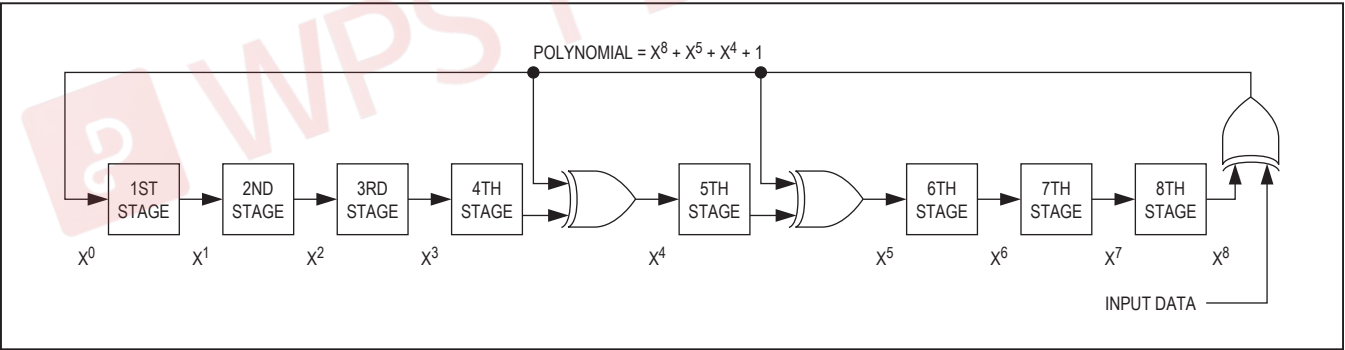 WPS
POLYNOMIAL = X⁸ + X⁵ + X⁴ + 1
1ST
STAGE
2ND
STAGE
3RD
STAGE
4TH
STAGE
5TH
STAGE
6TH
STAGE
7TH
STAGE
8TH
STAGE
X⁰
X¹
X²
X³
X⁴
X⁵
X⁶
X⁷
X⁸
INPUT DATA